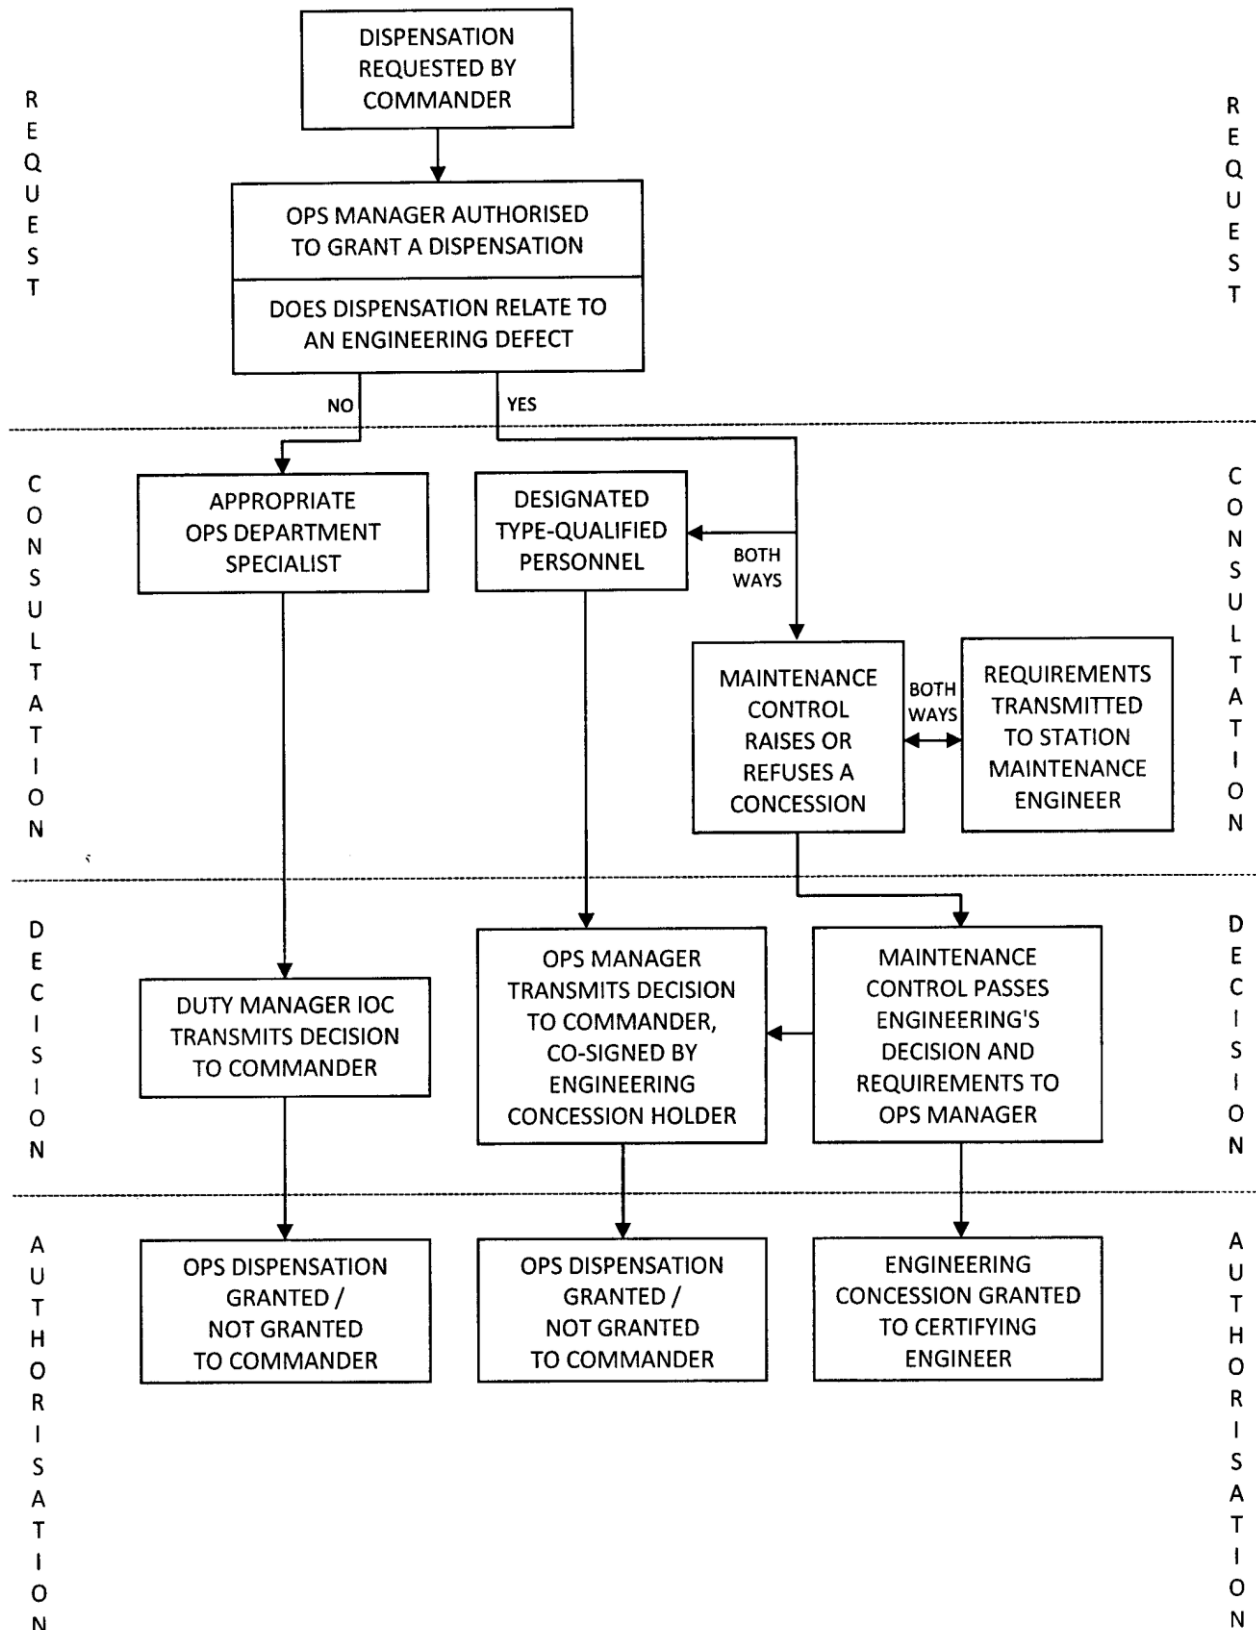 DISPENSATION
REQUESTED BY
COMMANDER
R
E
Q
U
E
S
T
R
E
Q
U
E
S
T
OPS MANAGER AUTHORISED
TO GRANT A DISPENSATION
DOES DISPENSATION RELATE TO
AN ENGINEERING DEFECT
NO
YES
C
O
N
S
U
L
T
A
T
I
O
N
C
O
N
S
U
L
T
A
T
I
O
N
APPROPRIATE
OPS DEPARTMENT
SPECIALIST
DESIGNATED
TYPE-QUALIFIED
PERSONNEL
BOTH
WAYS
MAINTENANCE
CONTROL
RAISES OR
REFUSES A
CONCESSION
BOTH
WAYS
REQUIREMENTS
TRANSMITTED
TO STATION
MAINTENANCE
ENGINEER
D
E
C
I
S
I
O
N
D
E
C
I
S
I
O
N
DUTY MANAGER IOC
TRANSMITS DECISION
TO COMMANDER
OPS MANAGER
TRANSMITS DECISION
TO COMMANDER,
CO-SIGNED BY
ENGINEERING
CONCESSION HOLDER
MAINTENANCE
CONTROL PASSES
ENGINEERING'S
DECISION AND
REQUIREMENTS TO
OPS MANAGER
A
U
T
H
O
R
I
S
A
T
I
O
N
A
U
T
H
O
R
I
S
A
T
I
O
N
OPS DISPENSATION
GRANTED /
NOT GRANTED
TO COMMANDER
OPS DISPENSATION
GRANTED /
NOT GRANTED
TO COMMANDER
ENGINEERING
CONCESSION GRANTED
TO CERTIFYING
ENGINEER